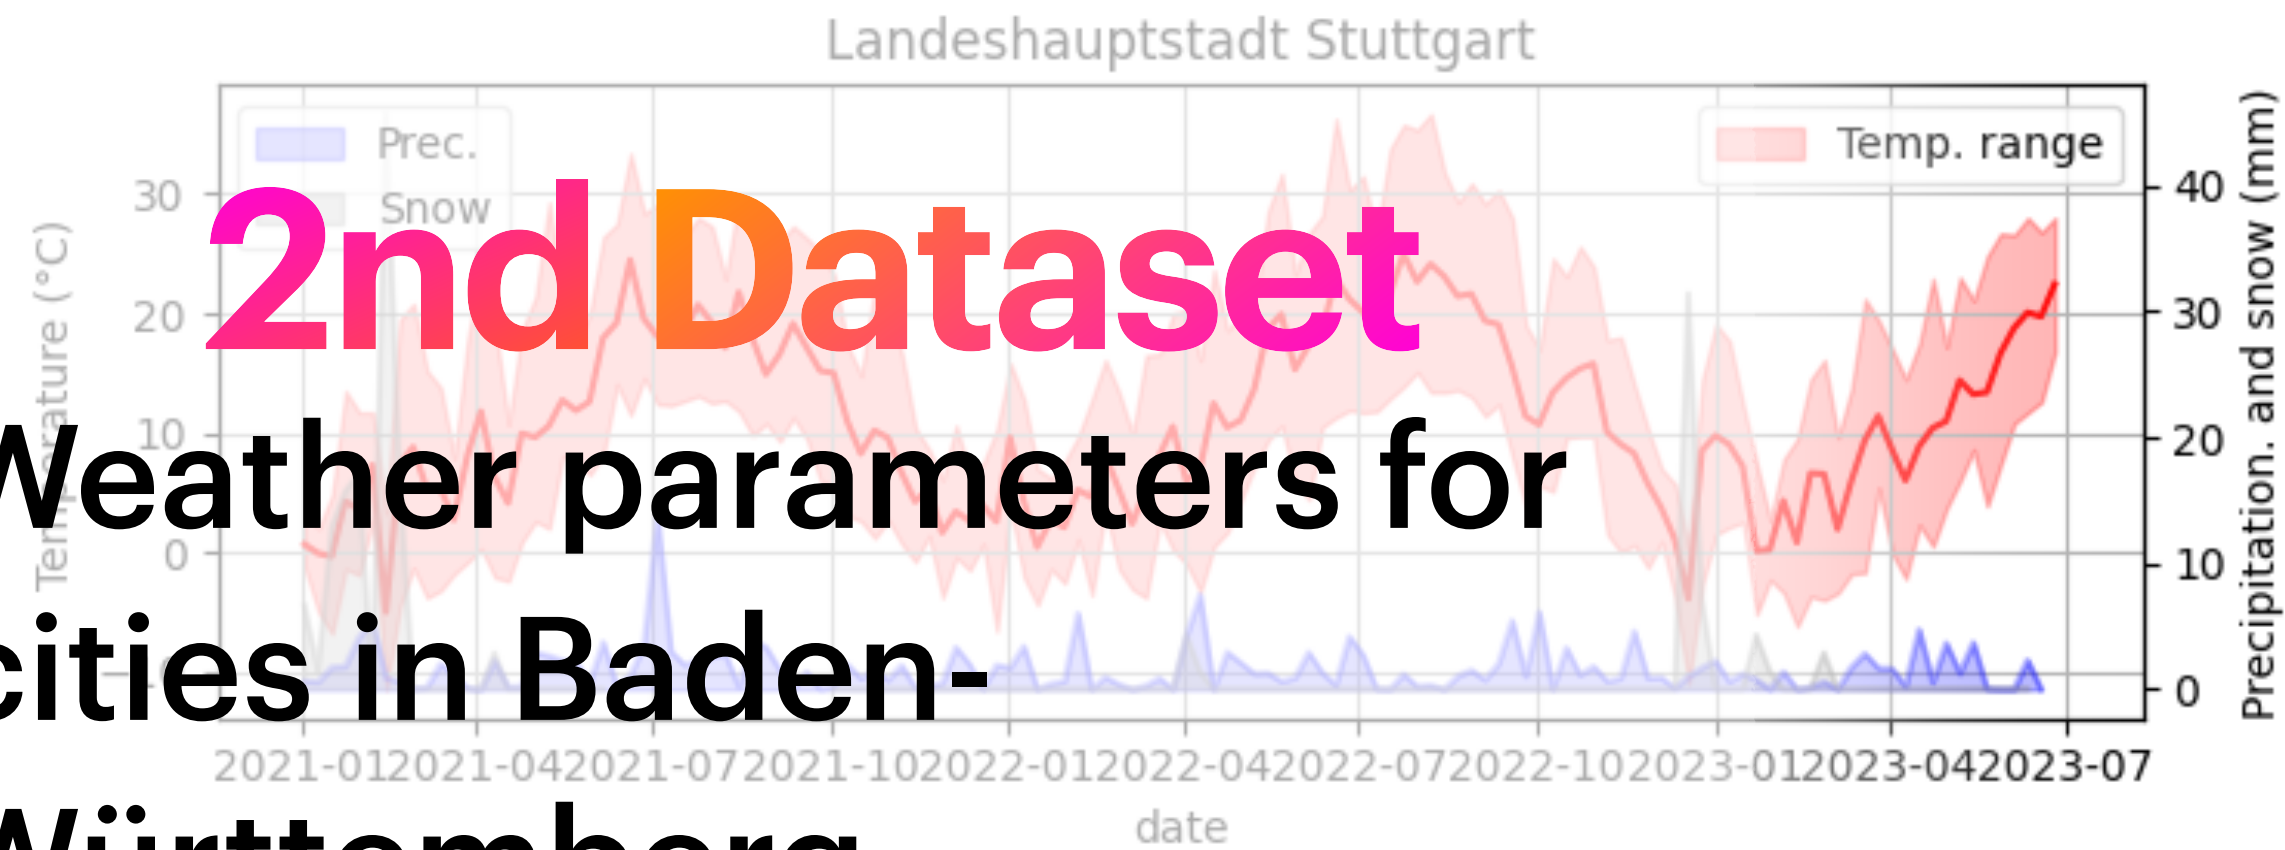 Landeshauptstadt Stuttgart
Prec.
Snow
Temp. range
2nd Dataset
Weather parameters for
cities in Baden-
Württemberg
Temperature (°C)
30
20
10
0
40
30
20
10
0
Precipitation. and snow (mm)
2021-01 2021-04 2021-07 2021-10 2022-01 2022-04 2022-07 2022-10 2023-01 2023-04 2023-07
date